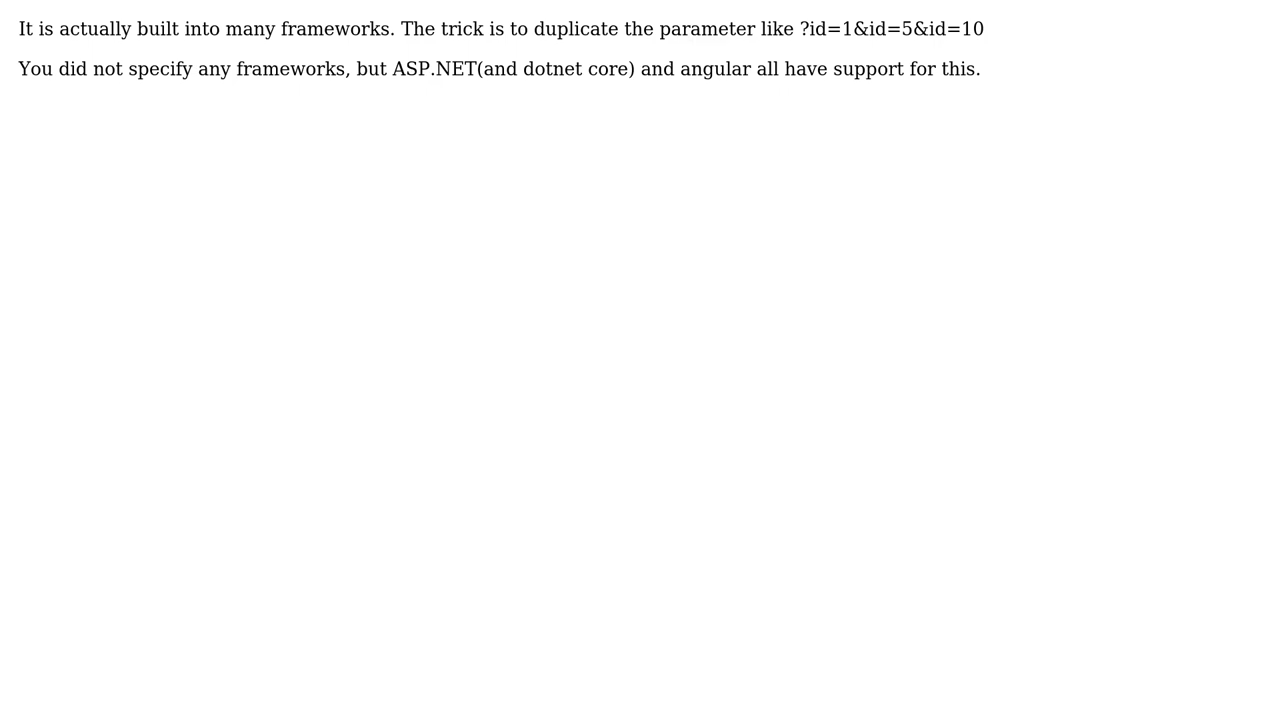 It is actually built into many frameworks. The trick is to duplicate the parameter like ?id=1&id=5&id=10
You did not specify any frameworks, but ASP.NET(and dotnet core) and angular all have support for this.